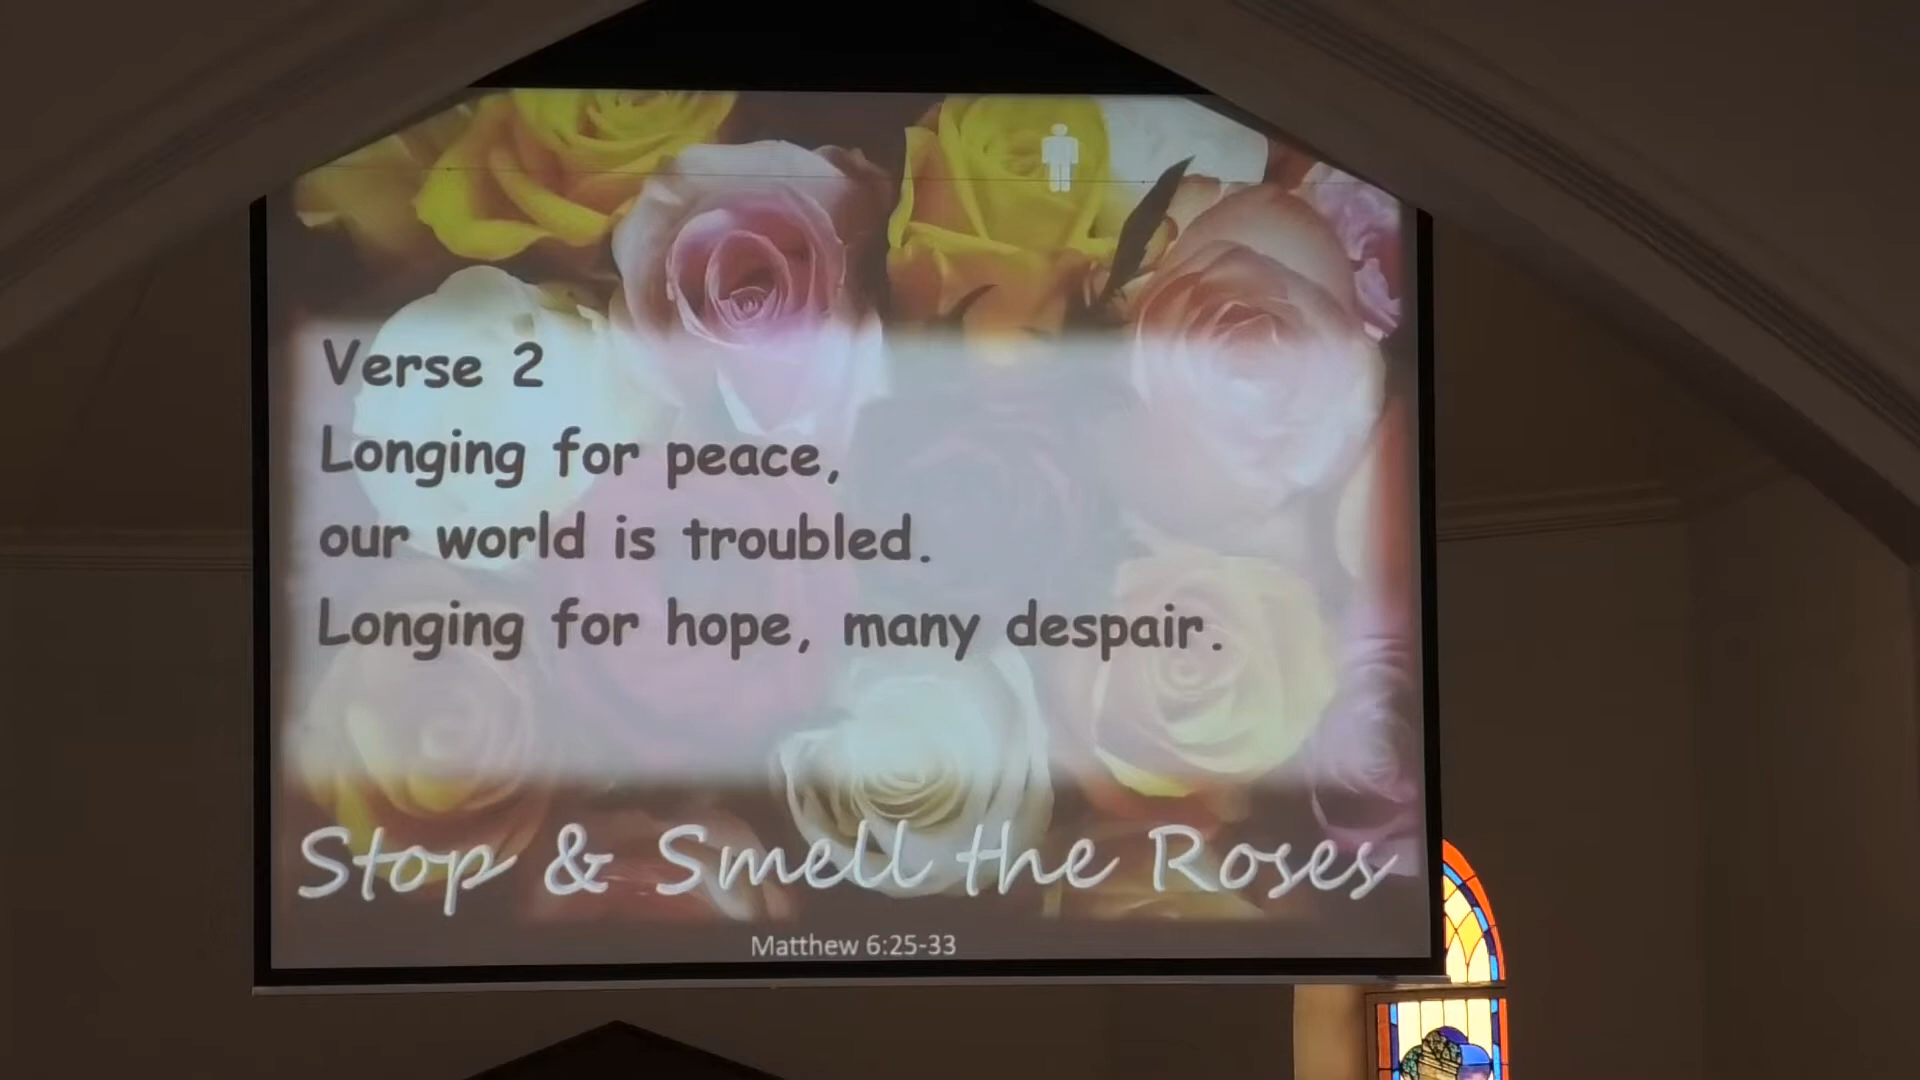 Verse 2
Longing for peace,
our world is troubled.
Longing for hope, many despair.
Stop & Smell the Roses
Matthew 6:25-33